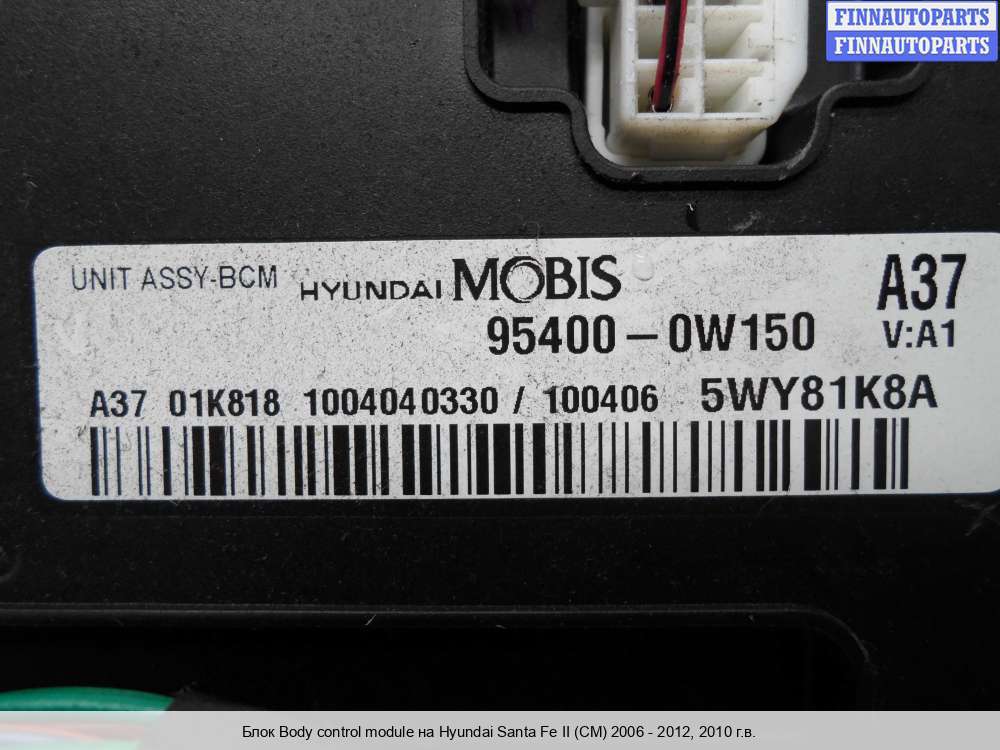 FINNAUTOPARTS
FINNAUTOPARTS
UNIT ASSY-BCM HYUNDAI MOBIS A37
95400-0W150 V:A1
A37 01K818 1004040330 / 100406 5WY81K8A
Блок Body control module на Hyundai Santa Fe II (CM) 2006 - 2012, 2010 г.в.